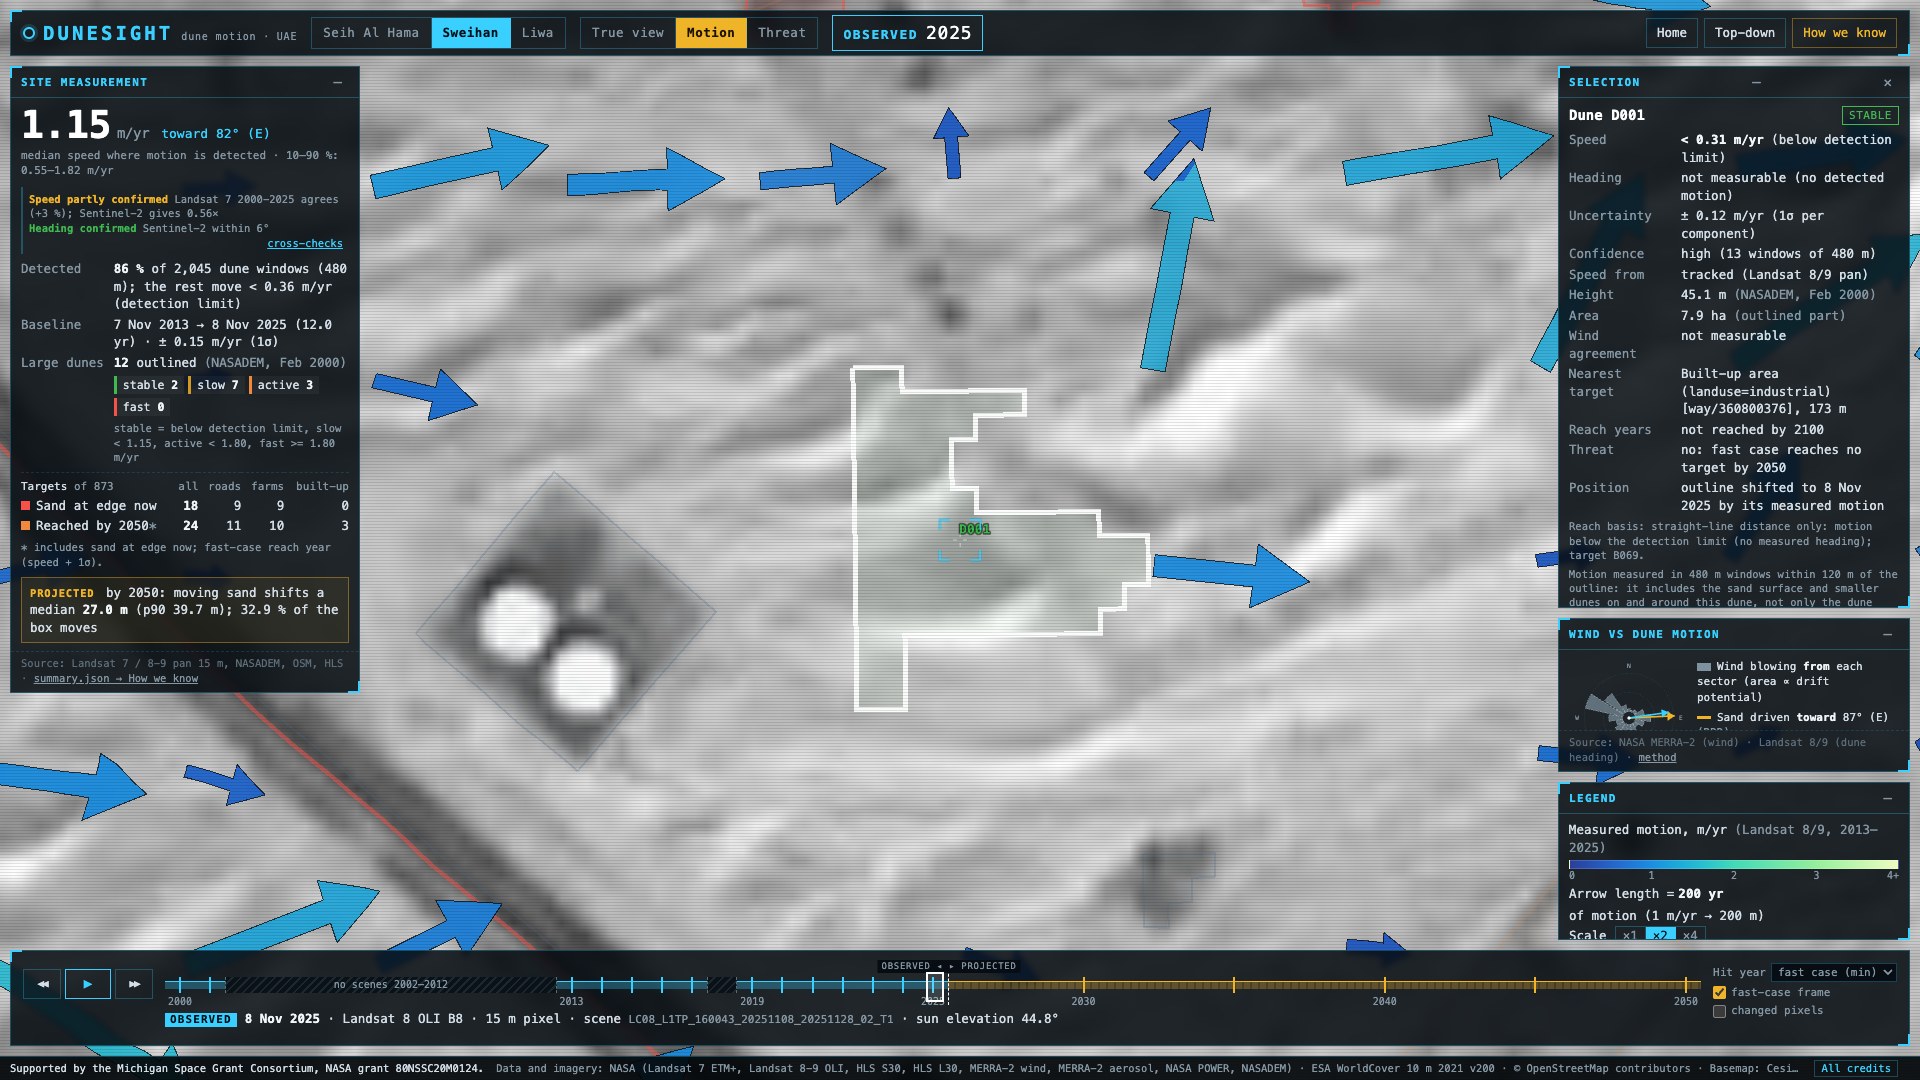 DUNESIGHT dune motion · UAE
Seih Al Hama Sweihan Liwa
True view Motion Threat
OBSERVED 2025
Home Top-down How we know
SITE MEASUREMENT
1.15 m/yr toward 82° (E)
median speed where motion is detected · 10–90 %:
0.55–1.82 m/yr
Speed partly confirmed Landsat 7 2000–2025 agrees
(+3 %); Sentinel-2 gives 0.56×
Heading confirmed Sentinel-2 within 6°
cross-checks
Detected 86 % of 2,045 dune windows (480
m); the rest move < 0.36 m/yr
(detection limit)
Baseline 7 Nov 2013 → 8 Nov 2025 (12.0
yr) · ± 0.15 m/yr (1σ)
Large dunes 12 outlined (NASADEM, Feb 2000)
stable 2 slow 7 active 3
fast 0
stable = below detection limit, slow
< 1.15, active < 1.80, fast >= 1.80
m/yr
Targets of 873 all roads farms built-up
Sand at edge now 18 9 9 0
Reached by 2050* 24 11 10 3
* includes sand at edge now; fast-case reach year
(speed + 1σ).
PROJECTED by 2050: moving sand shifts a
median 27.0 m (p90 39.7 m); 32.9 % of the
box moves
Source: Landsat 7 / 8–9 pan 15 m, NASADEM, OSM, HLS
· summary.json → How we know
D001
SELECTION
Dune D001 STABLE
Speed < 0.31 m/yr (below detection
limit)
Heading not measurable (no detected
motion)
Uncertainty ± 0.12 m/yr (1σ per
component)
Confidence high (13 windows of 480 m)
Speed from tracked (Landsat 8/9 pan)
Height 45.1 m (NASADEM, Feb 2000)
Area 7.9 ha (outlined part)
Wind agreement not measurable
Nearest target Built-up area
(landuse=industrial)
[way/360800376], 173 m
Reach years not reached by 2100
Threat no: fast case reaches no
target by 2050
Position outline shifted to 8 Nov
2025 by its measured motion
Reach basis: straight-line distance only: motion
below the detection limit (no measured heading);
target B069.
Motion measured in 480 m windows within 120 m of the
outline: it includes the sand surface and smaller
dunes on and around this dune, not only the dune
WIND VS DUNE MOTION
N
W
E
Wind blowing from each
sector (area ∝ drift
potential)
Sand driven toward 87° (E)
Source: NASA MERRA-2 (wind) · Landsat 8/9 (dune
heading) · method
LEGEND
Measured motion, m/yr (Landsat 8/9, 2013–
2025)
0 1 2 3 4+
Arrow length = 200 yr
of motion (1 m/yr → 200 m)
Scale ×1 ×2 ×4
OBSERVED ◂ ▸ PROJECTED
no scenes 2002–2012
2000 2013 2019 2025 2030 2040 2050
OBSERVED 8 Nov 2025 · Landsat 8 OLI B8 · 15 m pixel · scene LC08_L1TP_160043_20251108_20251128_02_T1 · sun elevation 44.8°
Hit year fast case (min)
fast-case frame
changed pixels
Supported by the Michigan Space Grant Consortium, NASA grant 80NSSC20M0124. Data and imagery: NASA (Landsat 7 ETM+, Landsat 8–9 OLI, HLS S30, HLS L30, MERRA-2 wind, MERRA-2 aerosol, NASA POWER, NASADEM) · ESA WorldCover 10 m 2021 v200 · © OpenStreetMap contributors · Basemap: Cesi… All credits